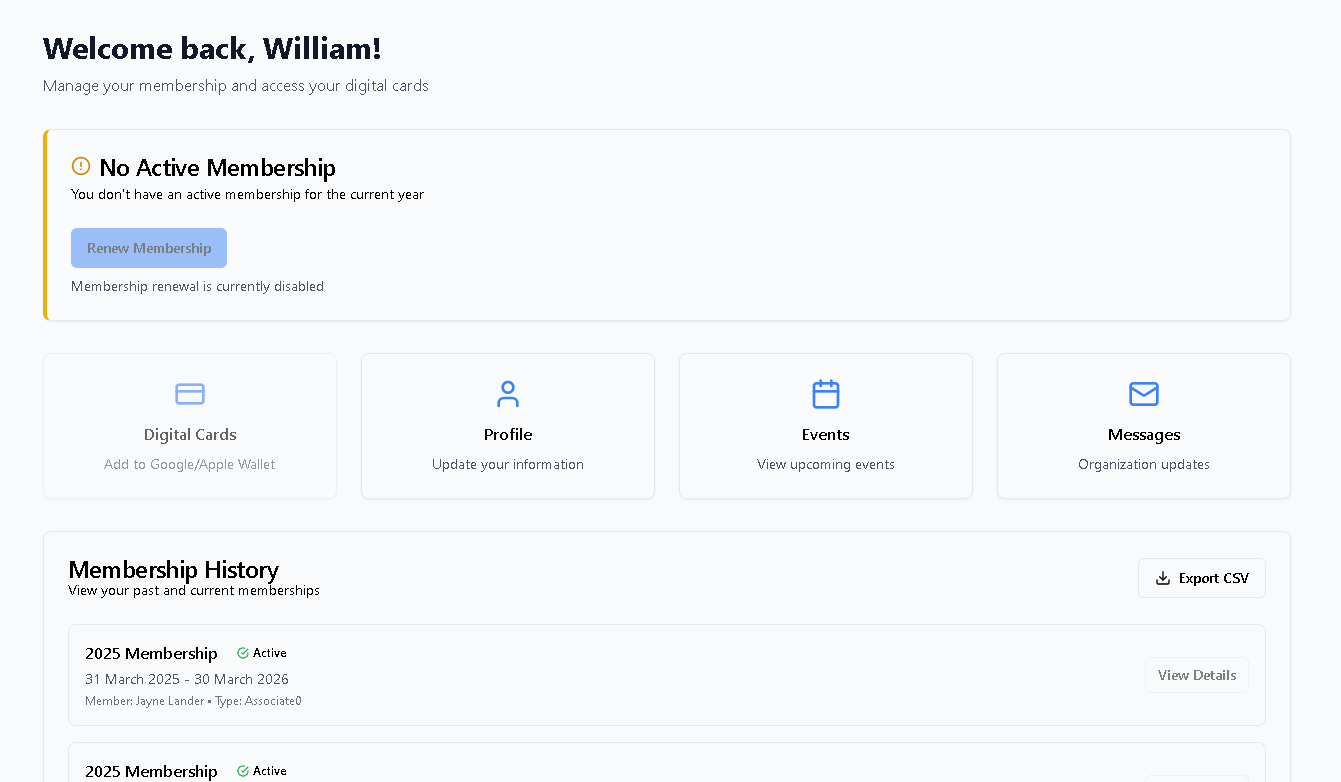 Welcome back, William!
Manage your membership and access your digital cards
No Active Membership
You don't have an active membership for the current year
Renew Membership
Membership renewal is currently disabled
Digital Cards
Add to Google/Apple Wallet
Profile
Update your information
Events
View upcoming events
Messages
Organization updates
Membership History
View your past and current memberships
Export CSV
2025 Membership Active
31 March 2025 - 30 March 2026
Member: Jayne Lander • Type: Associate0
View Details
2025 Membership Active